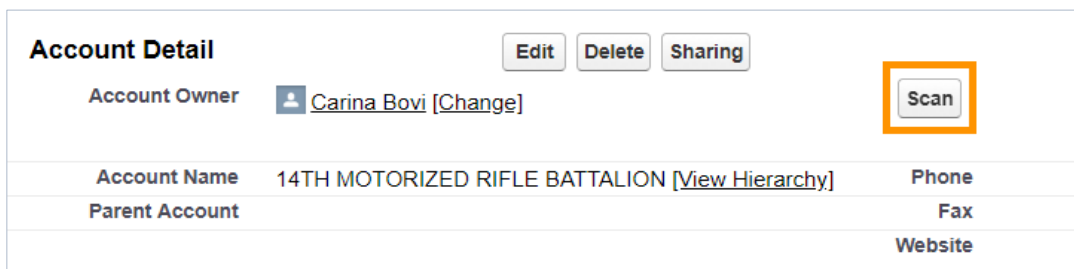 Account Detail Edit Delete Sharing
Account Owner Carina Bovi [Change] Scan
Account Name 14TH MOTORIZED RIFLE BATTALION [View Hierarchy] Phone
Parent Account Fax
Website